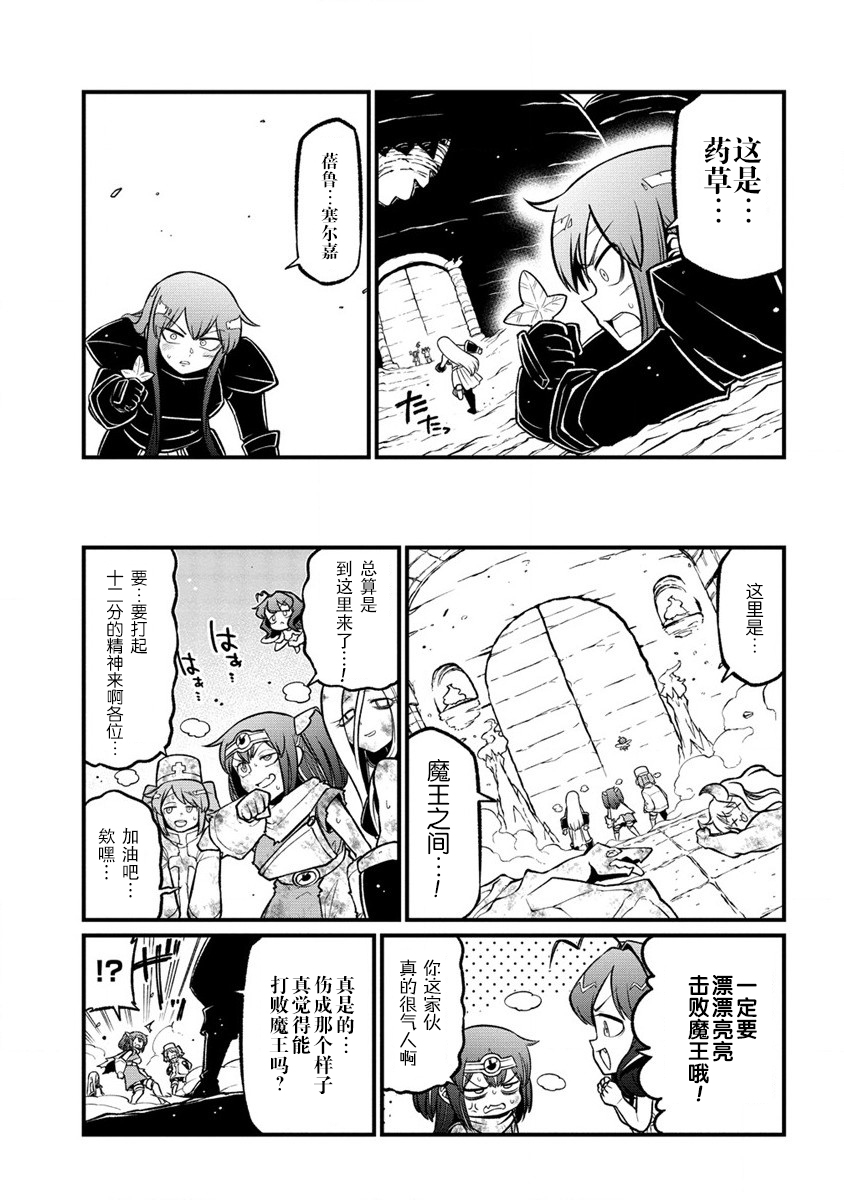 这是…
药草…
たたっ
蓓鲁…塞尔嘉
这里是…
魔王之间…！
总算是
到这里来了…！
はぁ…
はぁ…
要…要打起
十二分的精神来啊各位…
加油吧…
欸嘿…
一定要
漂漂亮亮
击败魔王哦！
你这家伙
真的很气人啊
真是的…
伤成那个样子
真觉得能
打败魔王吗？
!?